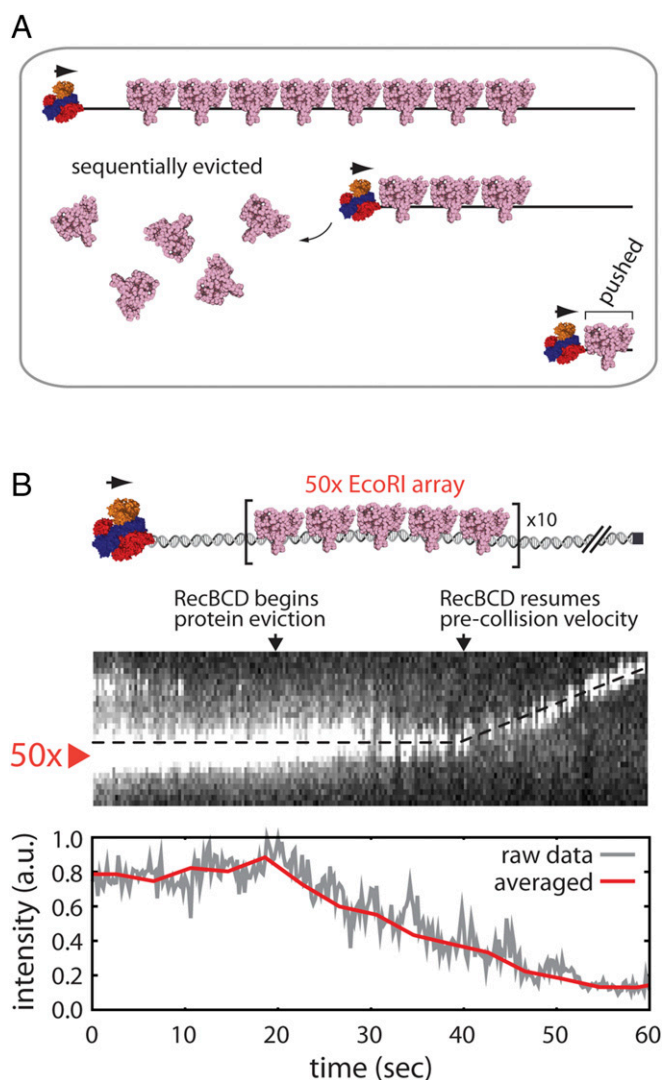 A
sequentially evicted
pushed
B
50x EcoRI array
x10
RecBCD begins
protein eviction
RecBCD resumes
pre-collision velocity
50x
1.0
0.8
0.6
0.4
0.2
0.0
intensity (a.u.)
raw data
averaged
0 10 20 30 40 50 60
time (sec)